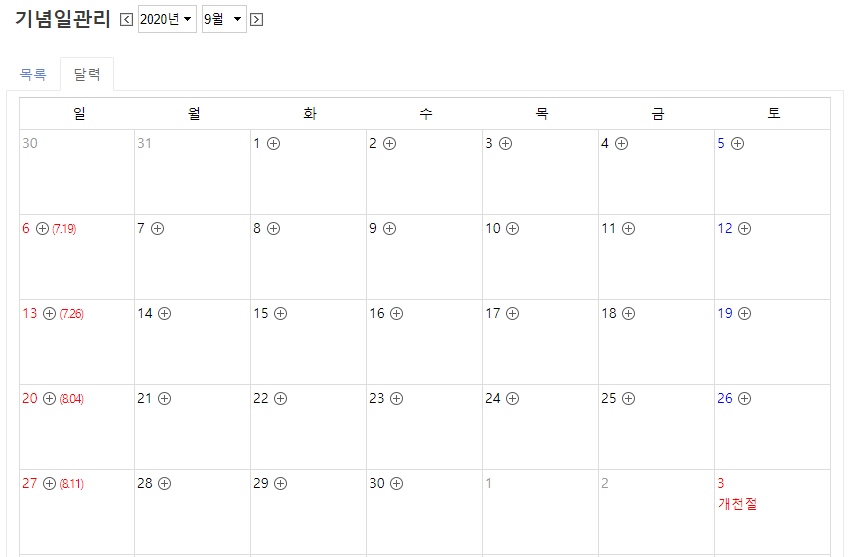 기념일관리 2020년 9월
목록 달력
일 월 화 수 목 금 토
30 31 1 2 3 4 5
6 (7.19) 7 8 9 10 11 12
13 (7.26) 14 15 16 17 18 19
20 (8.04) 21 22 23 24 25 26
27 (8.11) 28 29 30 1 2 3
개천절